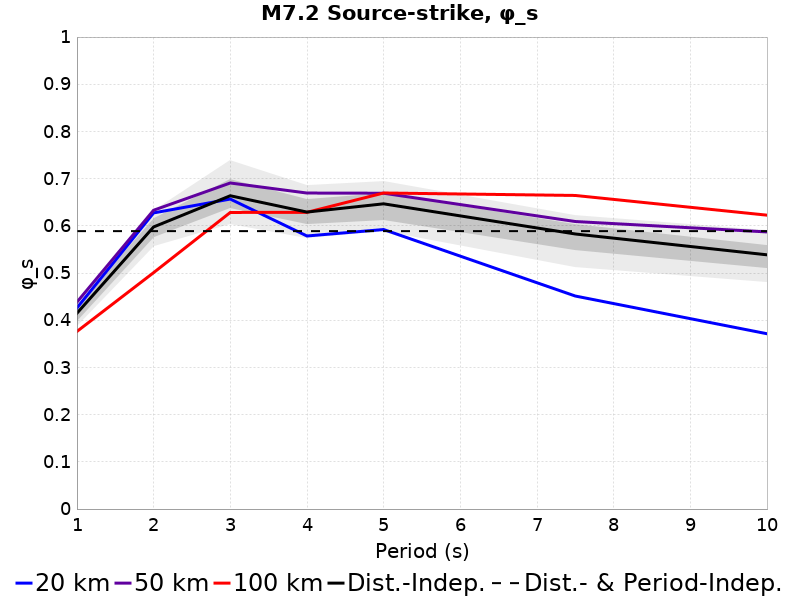 M7.2 Source-strike, φ_s
1
0.9
0.8
0.7
0.6
0.5
0.4
0.3
0.2
0.1
0
φ_s
1 2 3 4 5 6 7 8 9 10
Period (s)
20 km 50 km 100 km Dist.-Indep. Dist.- & Period-Indep.